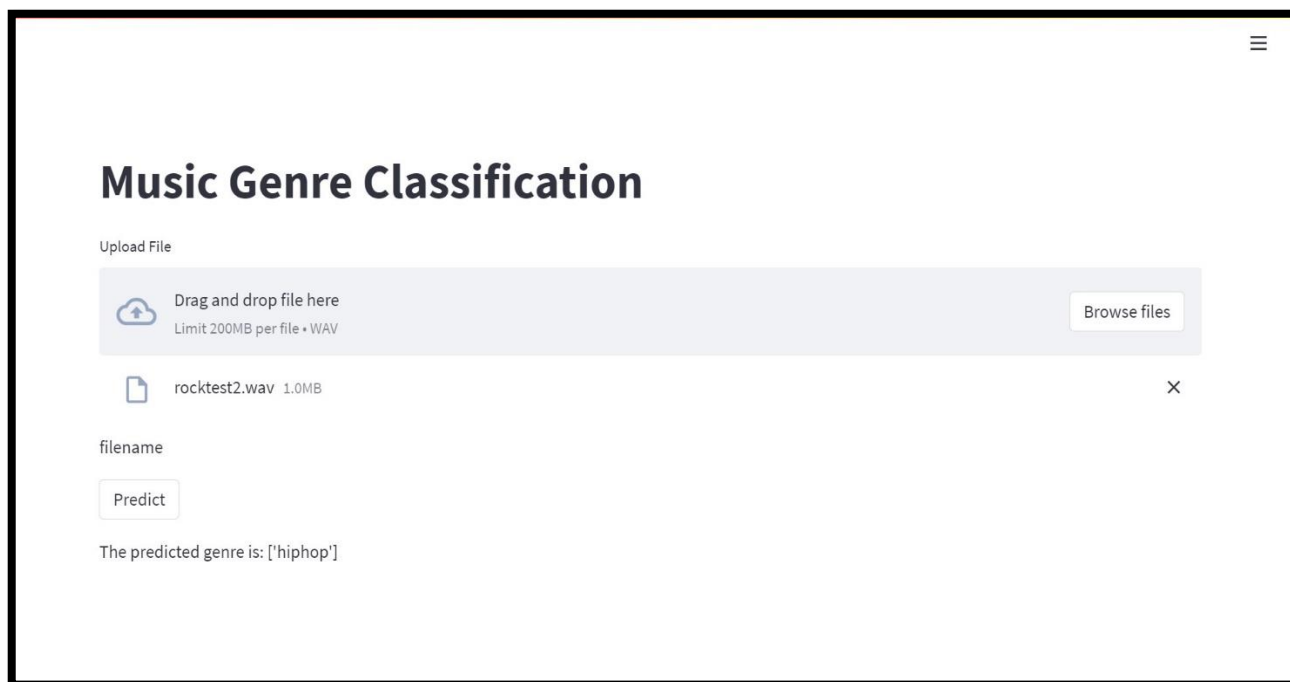 Music Genre Classification
Upload File
Drag and drop file here
Limit 200MB per file • WAV
Browse files
rocktest2.wav 1.0MB
filename
Predict
The predicted genre is: ['hiphop']